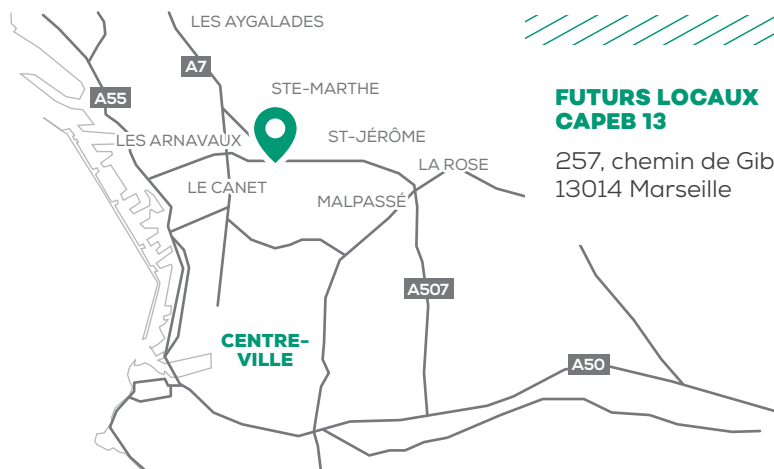 LES AYGALADES
A7
A55
STE-MARTHE
FUTURS LOCAUX
CAPEB 13
LES ARNAVAUX
ST-JÉRÔME
257, chemin de
13014 Marseille
LA ROSE
LE CANET
MALPASSÉ
A507
CENTRE-
VILLE
A50